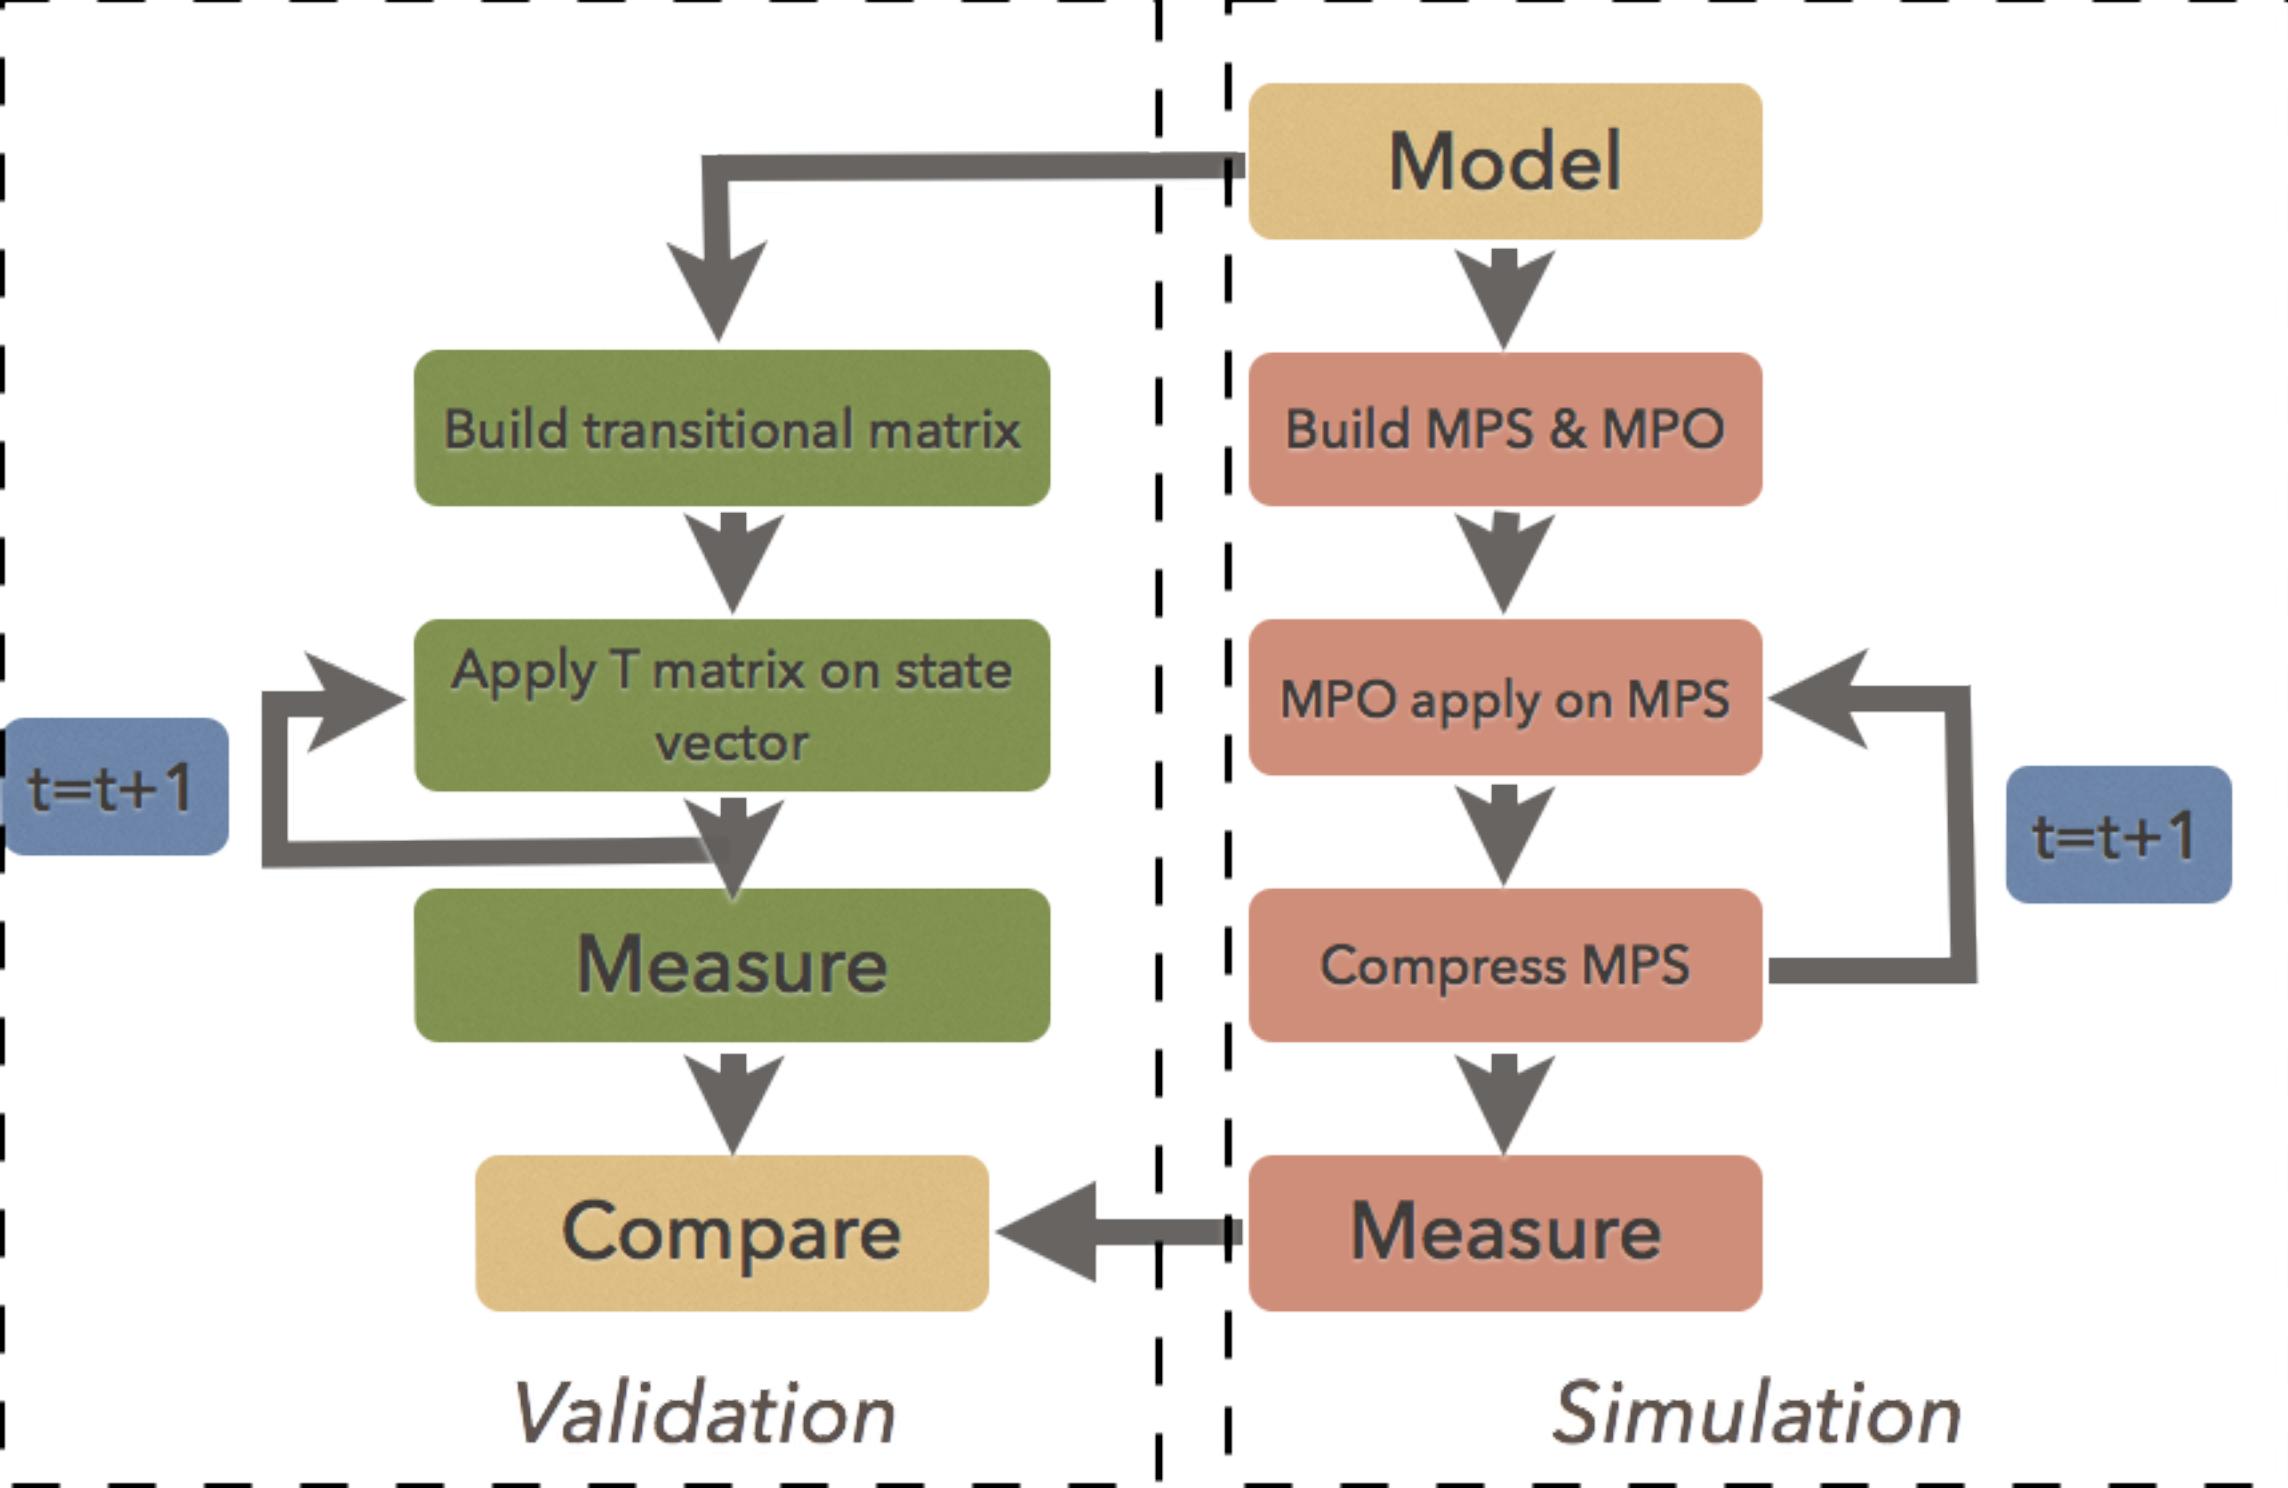 Model
Build transitional matrix
Build MPS & MPO
Apply T matrix on state
vector
MPO apply on MPS
t=t+1
t=t+1
Measure
Compress MPS
Compare
Measure
Validation
Simulation